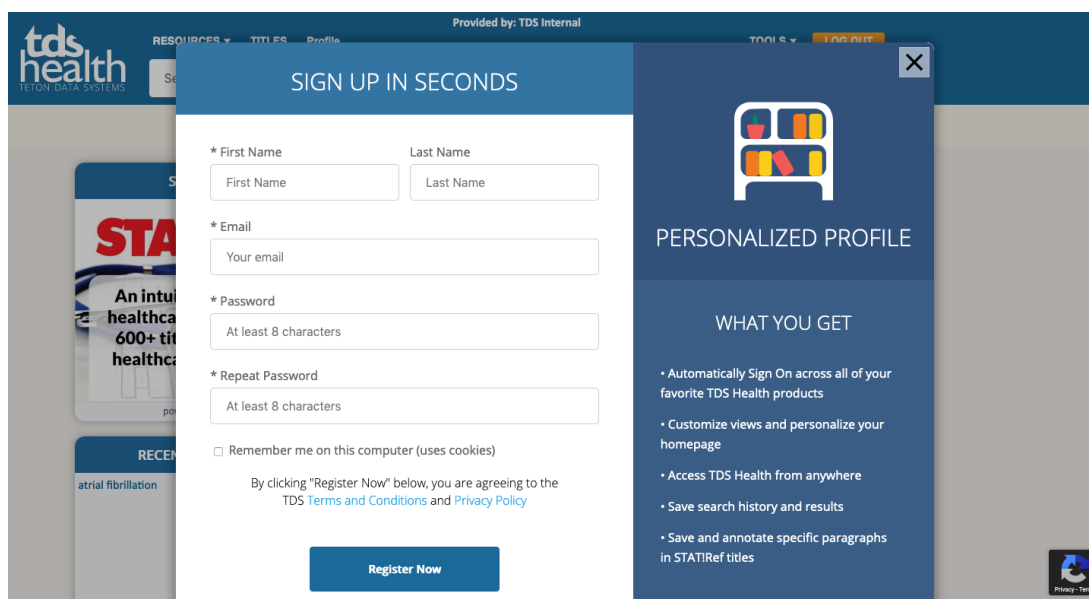 Provided by: TDS Internal
tds
health
TETON DATA SYSTEMS
RESOURCES TITLES Profile
TOOLS LOG OUT
Se
SIGN UP IN SECONDS
* First Name Last Name
First Name Last Name
* Email
Your email
* Password
At least 8 characters
* Repeat Password
At least 8 characters
Remember me on this computer (uses cookies)
By clicking "Register Now" below, you are agreeing to the
TDS Terms and Conditions and Privacy Policy
Register Now
PERSONALIZED PROFILE
WHAT YOU GET
• Automatically Sign On across all of your
favorite TDS Health products
• Customize views and personalize your
homepage
• Access TDS Health from anywhere
• Save search history and results
• Save and annotate specific paragraphs
in STAT!Ref titles
S
STA
An intui
healthca
600+ tit
healthca
pow
RECEN
atrial fibrillation
Privacy - Ter